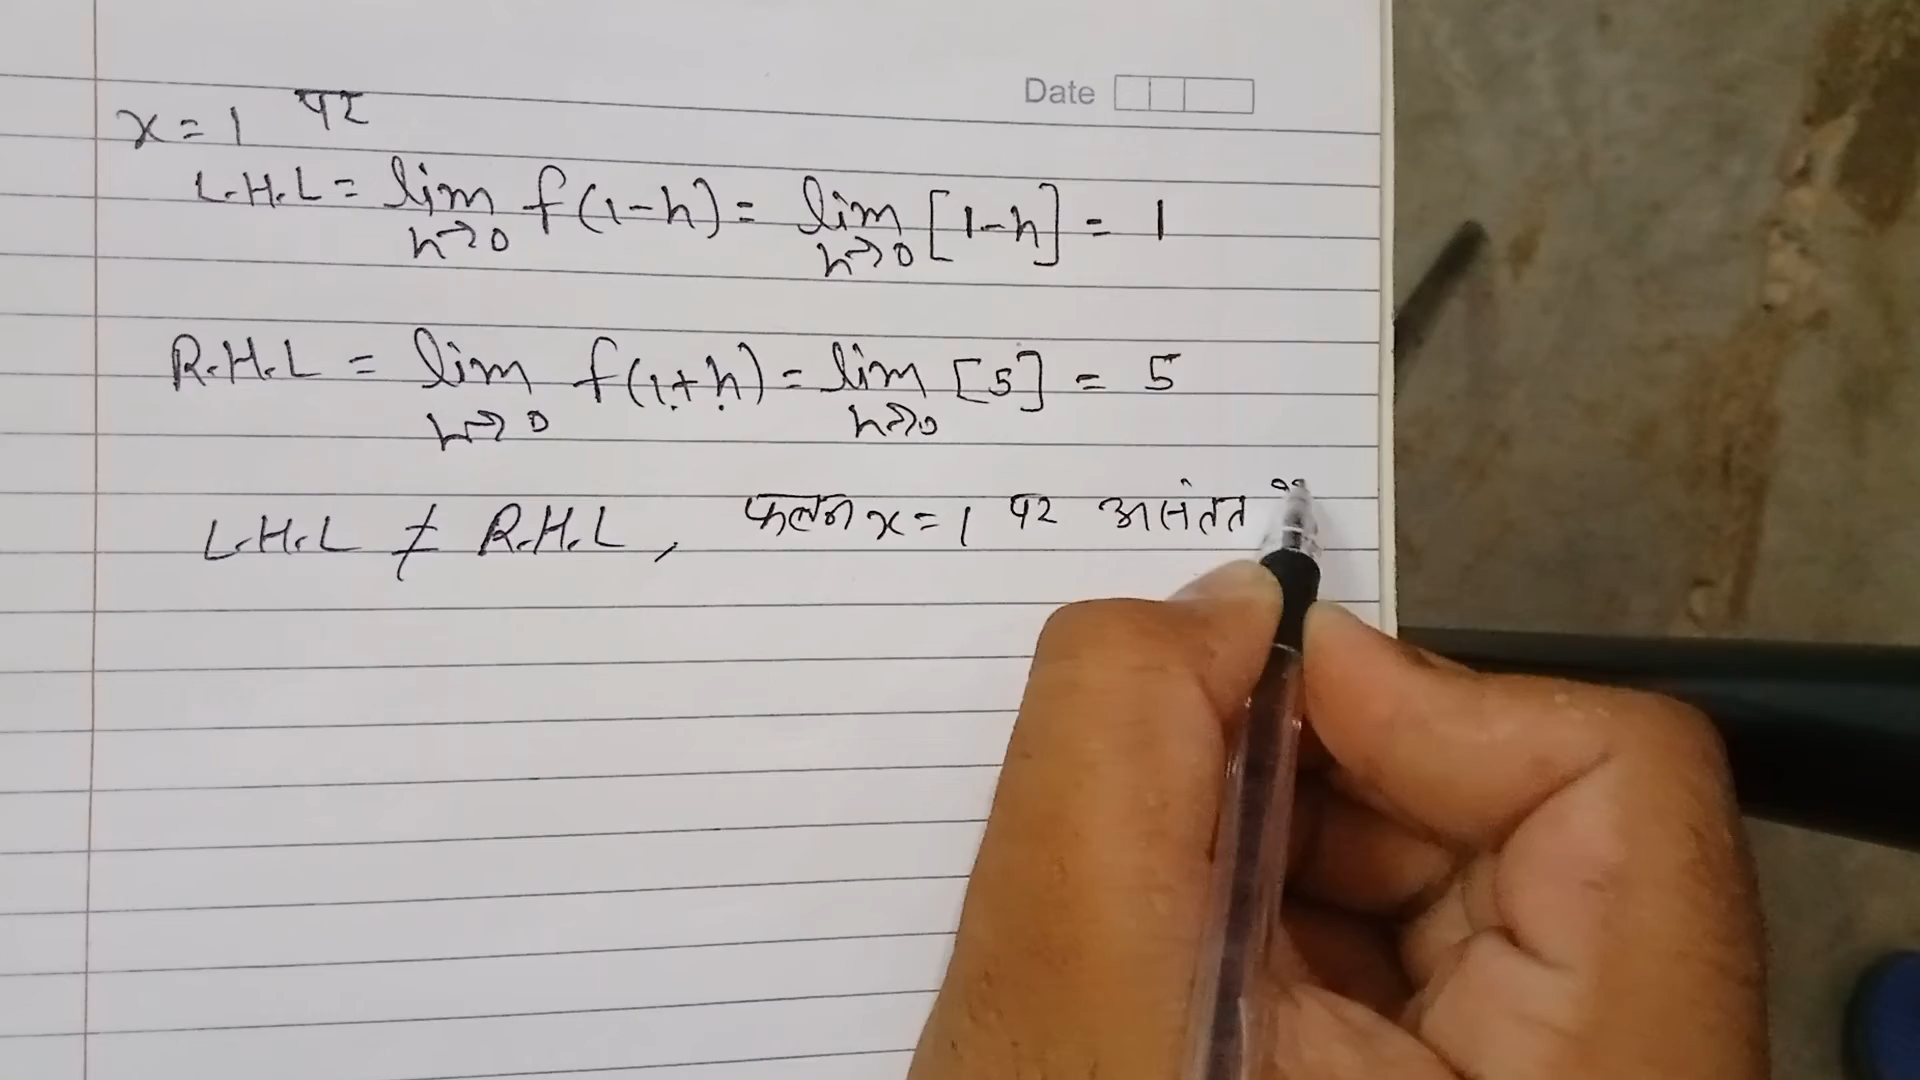 Date
x = 1 पर
L.H.L = lim h→0 f(1-h) = lim h→0 [1-h] = 1
R.H.L = lim h→0 f(1+h) = lim h→0 [5] = 5
L.H.L ≠ R.H.L , फलन x = 1 पर असंतत